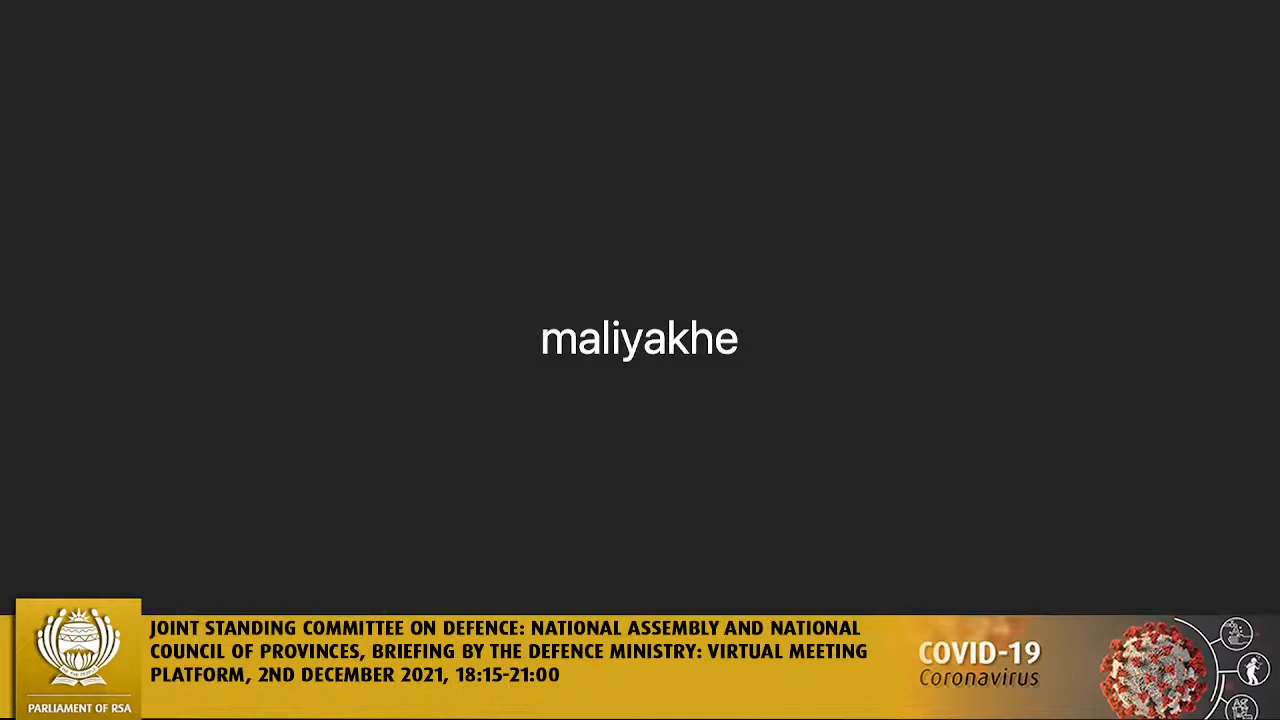 maliyakhe
JOINT STANDING COMMITTEE ON DEFENCE: NATIONAL ASSEMBLY AND NATIONAL
COUNCIL OF PROVINCES, BRIEFING BY THE DEFENCE MINISTRY: VIRTUAL MEETING
PLATFORM, 2ND DECEMBER 2021, 18:15-21:00
COVID-19
Coronavirus
PARLIAMENT OF RSA